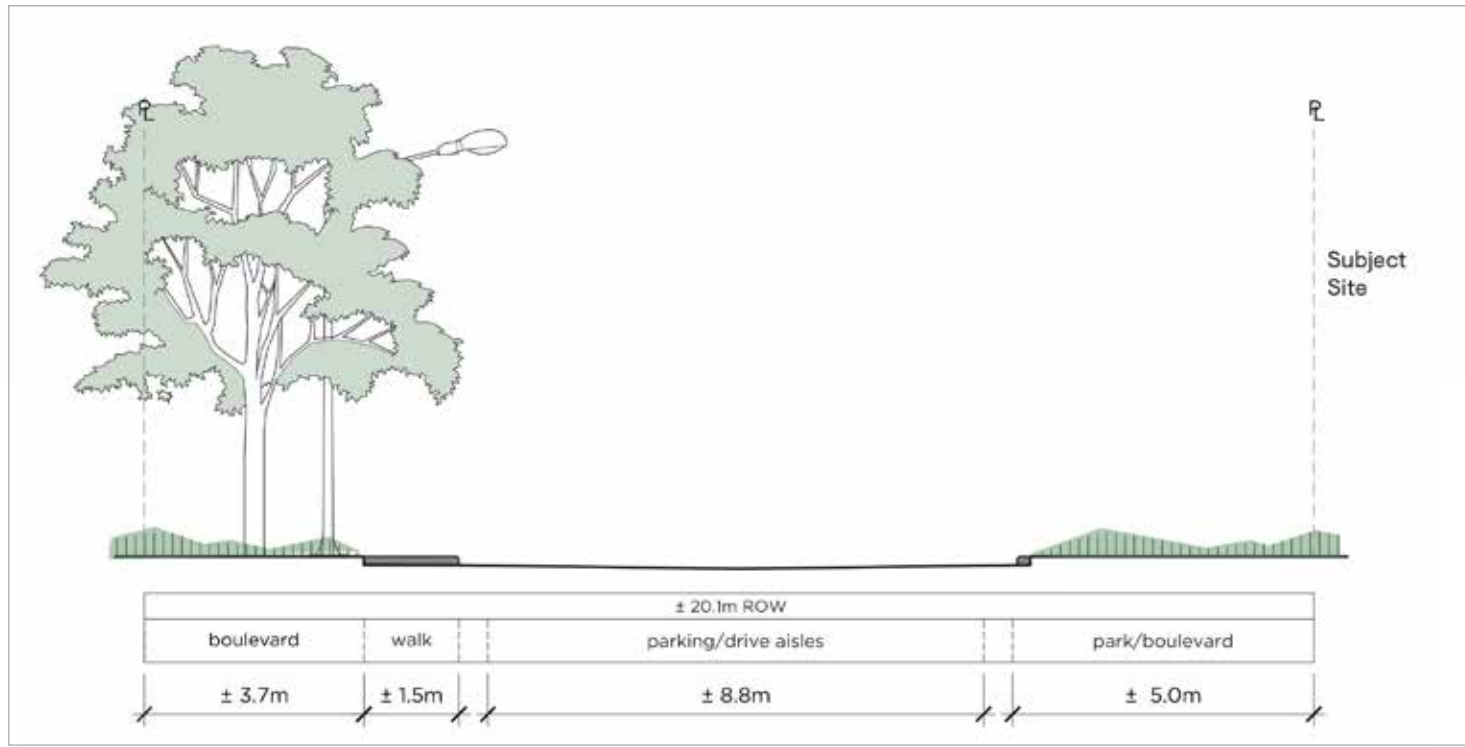 PL
PL
Subject
Site
± 20.1m ROW
boulevard walk parking/drive aisles park/boulevard
± 3.7m ± 1.5m ± 8.8m ± 5.0m